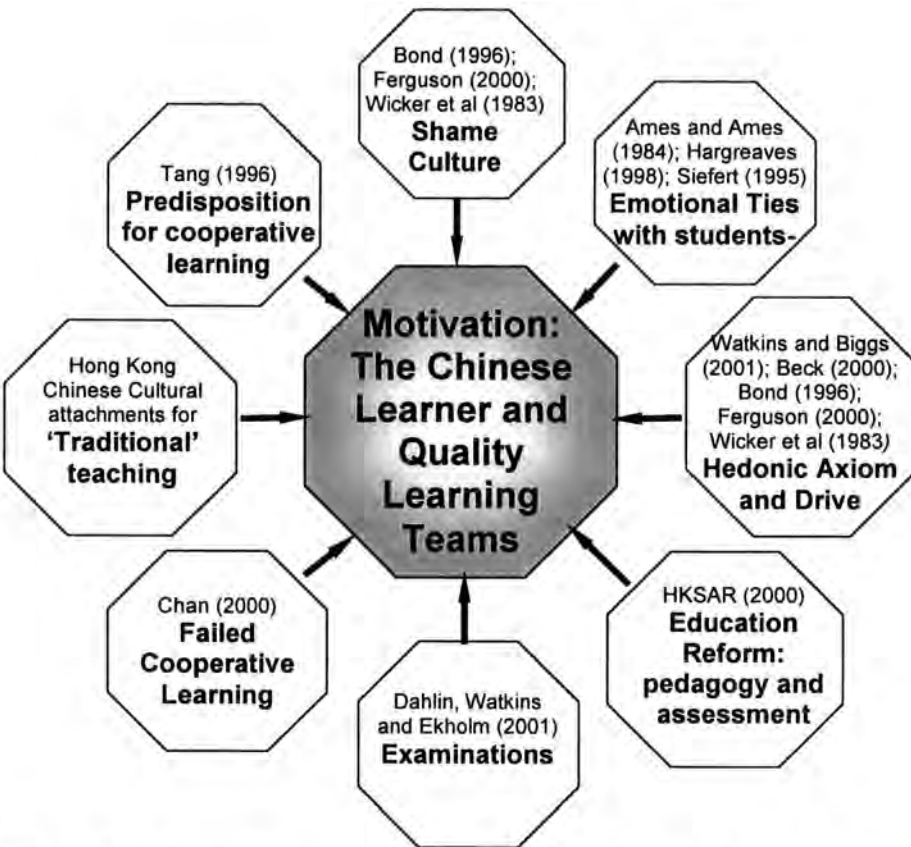 Bond (1996);
Ferguson (2000);
Wicker et al (1983)
Shame
Culture
Ames and Ames
(1984); Hargreaves
(1998); Siefert (1995)
Emotional Ties
with students-
Tang (1996)
Predisposition
for cooperative
learning
Motivation:
The Chinese
Learner and
Quality
Learning
Teams
Watkins and Biggs
(2001); Beck (2000);
Bond (1996);
Ferguson (2000);
Wicker et al (1983)
Hedonic Axiom
and Drive
Hong Kong
Chinese Cultural
attachments for
‘Traditional’
teaching
HKSAR (2000)
Education
Reform:
pedagogy and
assessment
Chan (2000)
Failed
Cooperative
Learning
Dahlin, Watkins
and Ekholm (2001)
Examinations